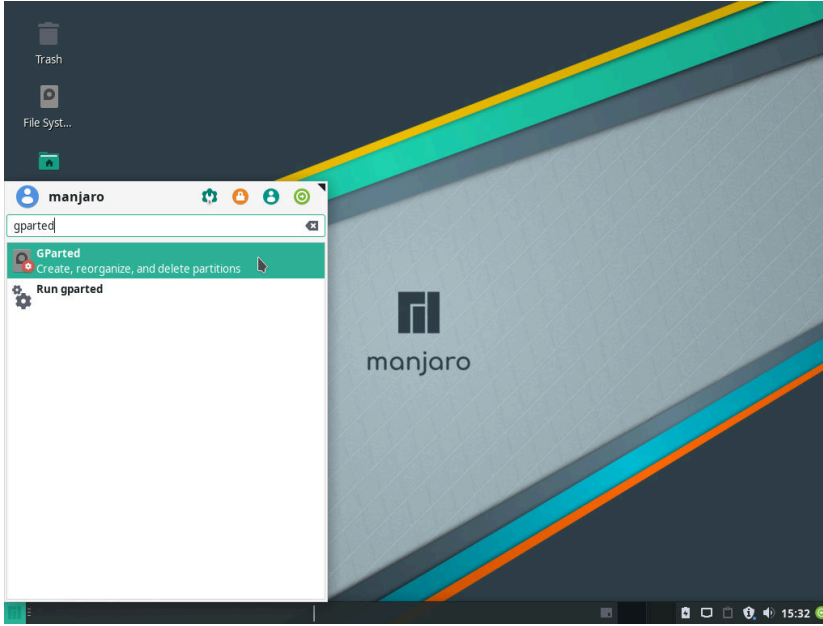 Trash
File Syst...
manjaro
gparted
GParted
Create, reorganize, and delete partitions
Run gparted
manjaro
15:32